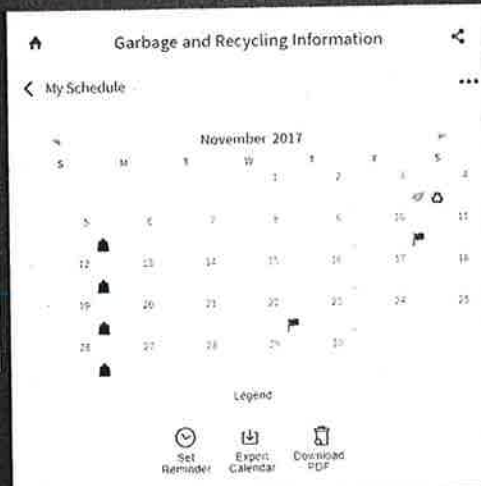 Garbage and Recycling Information
My Schedule
November 2017
S M T W T F S
1 2 3 4
5 6 7 8 9 10 11
12 13 14 15 16 17 18
19 20 21 22 23 24 25
26 27 28 29 30
Legend
Set Reminder
Export Calendar
Download PDF